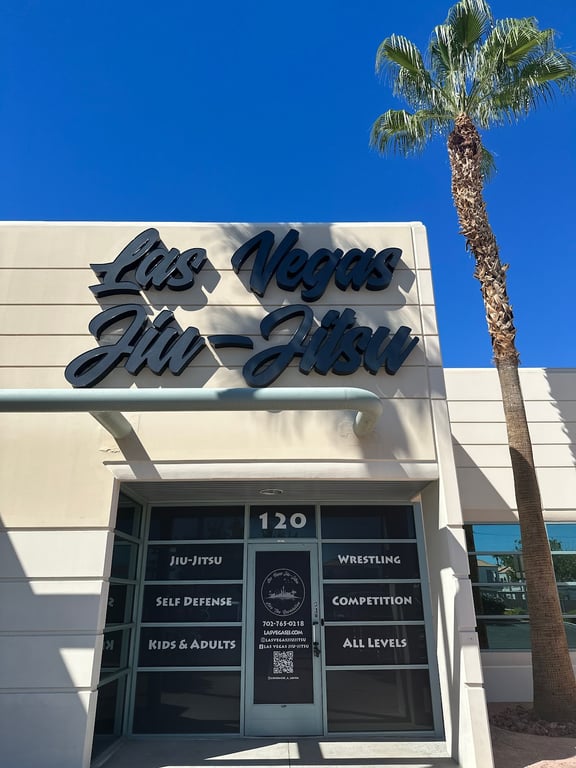 Las Vegas
Jiu-Jitsu
120
JIU-JITSU
SELF DEFENSE
KIDS & ADULTS
WRESTLING
COMPETITION
ALL LEVELS
702-765-0218
LASVEGASJJ.COM
LASVEGASJIUJITSU
LAS VEGAS JIU-JITSU